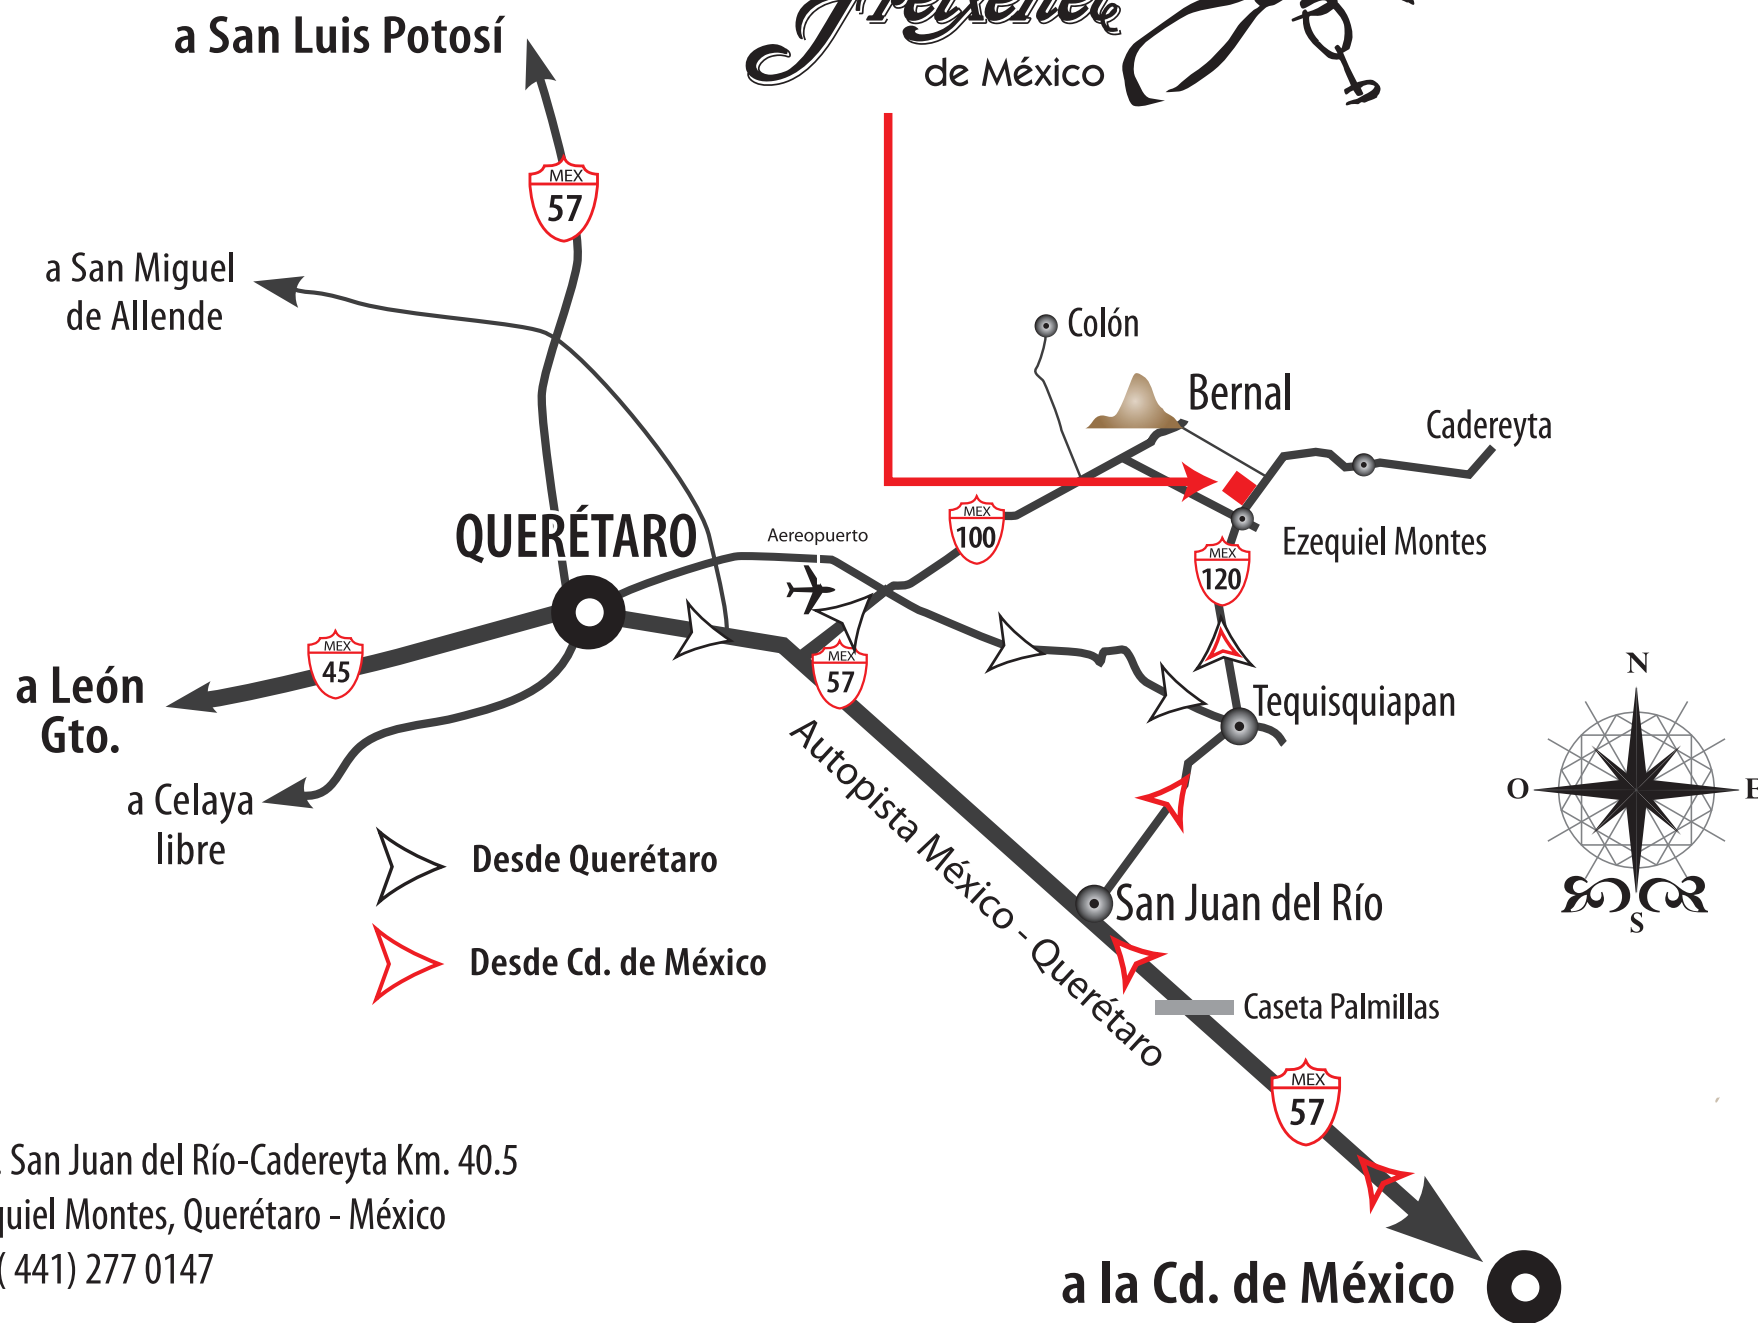 a San Luis Potosí
Freixenet
de México
MEX
57
a San Miguel
de Allende
Colón
Bernal
Cadereyta
QUERÉTARO
Aereopuerto
MEX
100
Ezequiel Montes
MEX
120
MEX
45
a León
Gto.
MEX
57
Tequisquiapan
N
O
E
S
a Celaya
libre
Autopista México - Querétaro
Desde Querétaro
San Juan del Río
Desde Cd. de México
Caseta Palmillas
MEX
57
. San Juan del Río-Cadereyta Km. 40.5
quiel Montes, Querétaro - México
( 441) 277 0147
a la Cd. de México